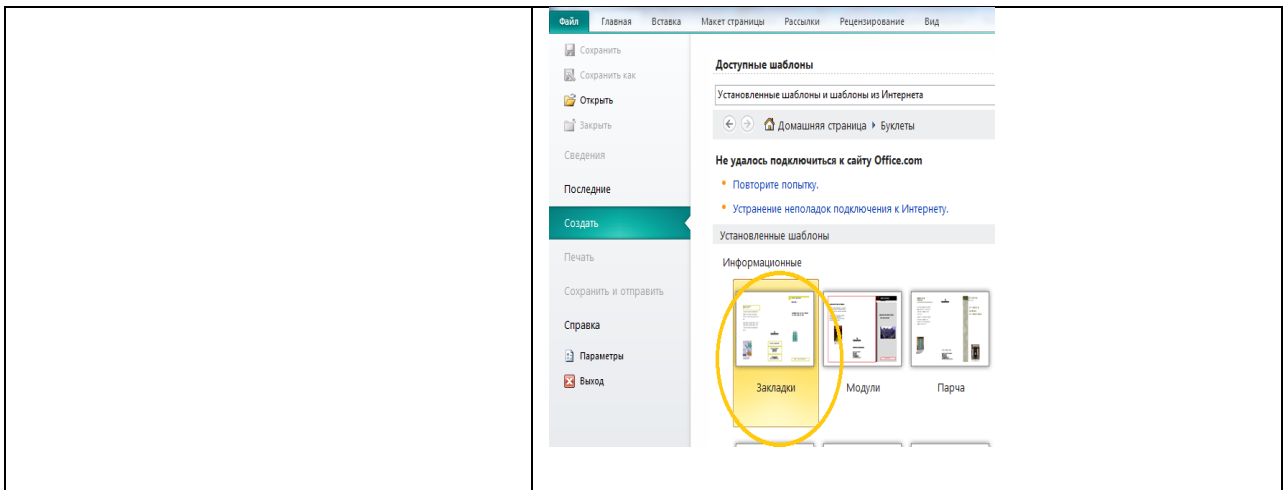 Файл Главная Вставка Макет страницы Рассылки Рецензирование Вид
Сохранить
Сохранить как
Открыть
Закрыть
Сведения
Последние
Создать
Печать
Сохранить и отправить
Справка
Параметры
Выход
Доступные шаблоны
Установленные шаблоны и шаблоны из Интернета
Домашняя страница Буклеты
Не удалось подключиться к сайту Office.com
Повторите попытку.
Устранение неполадок подключения к Интернету.
Установленные шаблоны
Информационные
Закладки Модули Парча